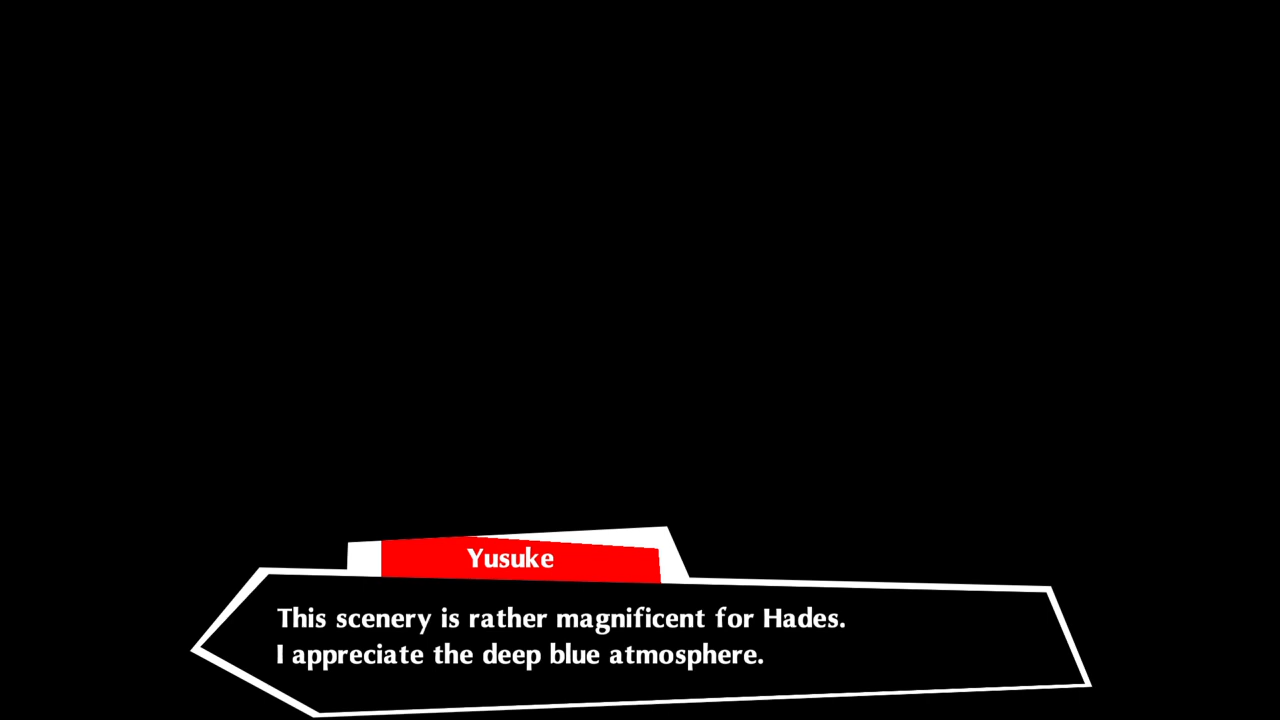 Yusuke
This scenery is rather magnificent for Hades.
I appreciate the deep blue atmosphere.